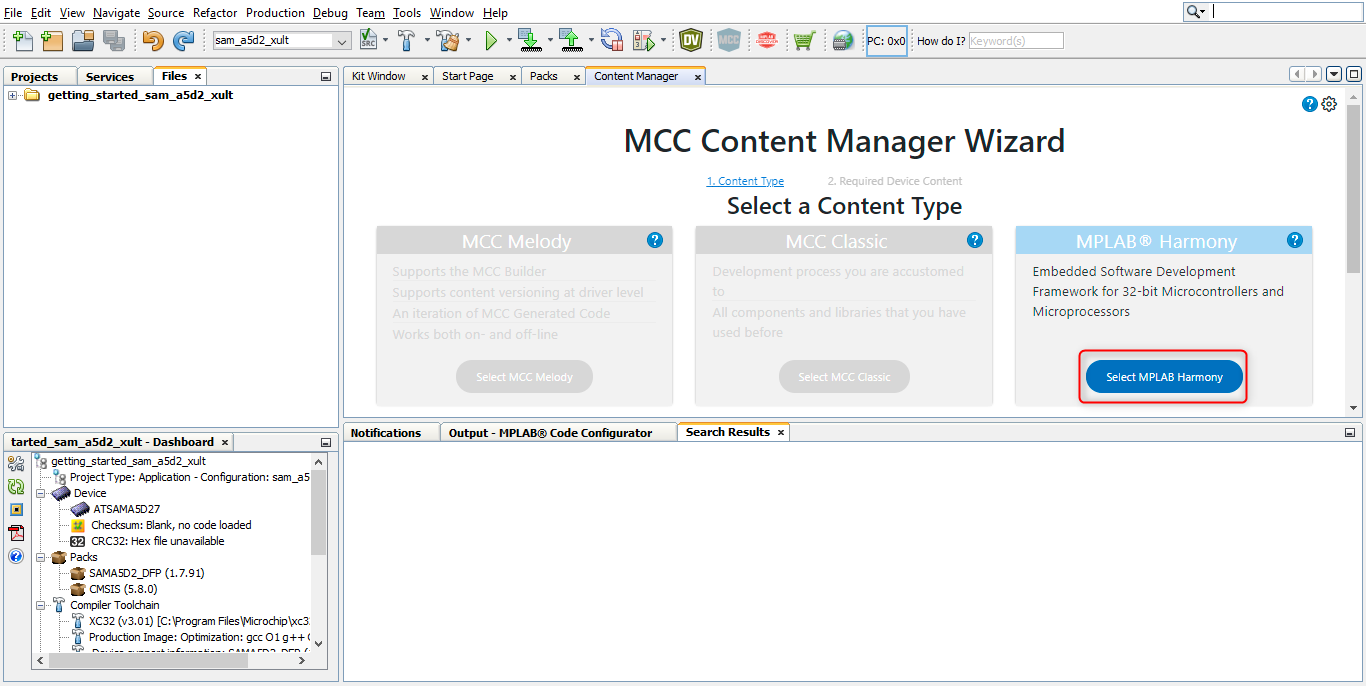 File Edit View Navigate Source Refactor Production Debug Team Tools Window Help
sam_a5d2_xult
SRC
DV
MCC
PC: 0x0
How do I?
Keyword(s)
Projects
Services
Files
getting_started_sam_a5d2_xult
Kit Window
Start Page
Packs
Content Manager
MCC Content Manager Wizard
1. Content Type
2. Required Device Content
Select a Content Type
MCC Melody
Supports the MCC Builder
Supports content versioning at driver level
An iteration of MCC Generated Code
Works both on- and off-line
Select MCC Melody
MCC Classic
Development process you are accustomed
to
All components and libraries that you have
used before
Select MCC Classic
MPLAB® Harmony
Embedded Software Development
Framework for 32-bit Microcontrollers and
Microprocessors
Select MPLAB Harmony
tarted_sam_a5d2_xult - Dashboard
getting_started_sam_a5d2_xult
Project Type: Application - Configuration: sam_a5
Device
ATSAMA5D27
Checksum: Blank, no code loaded
32 CRC32: Hex file unavailable
Packs
SAMA5D2_DFP (1.7.91)
CMSIS (5.8.0)
Compiler Toolchain
XC32 (v3.01) [C:\Program Files\Microchip\xc3
Production Image: Optimization: gcc O1 g++
Notifications
Output - MPLAB® Code Configurator
Search Results